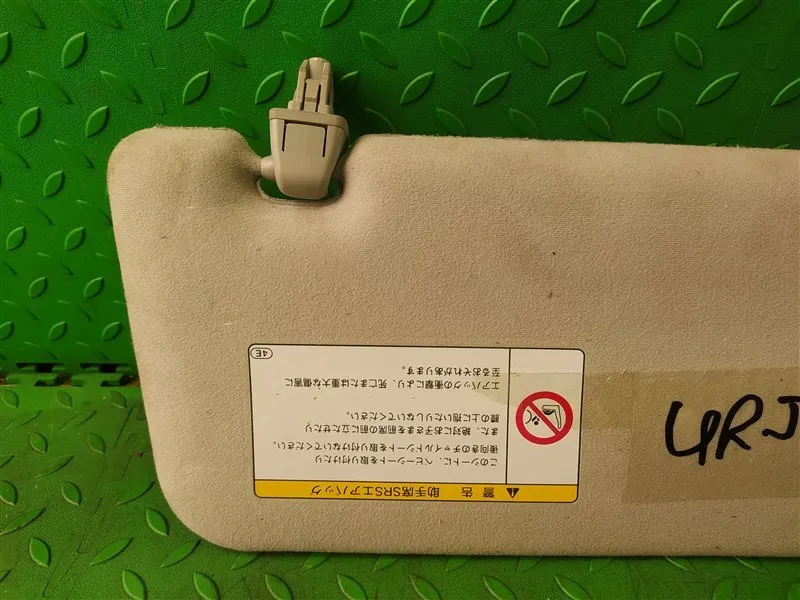 警告 助手席SRSエアバッグ
このシートに、ベビーシートを取り付けたり
後向きのチャイルドシートを取り付けないでください。
また、絶対にお子さまを前席の前に立たせたり
膝の上に抱いたりしないでください。
エアバッグの衝撃により、死亡または重大な傷害に
至るおそれがあります。
4E
4RJ